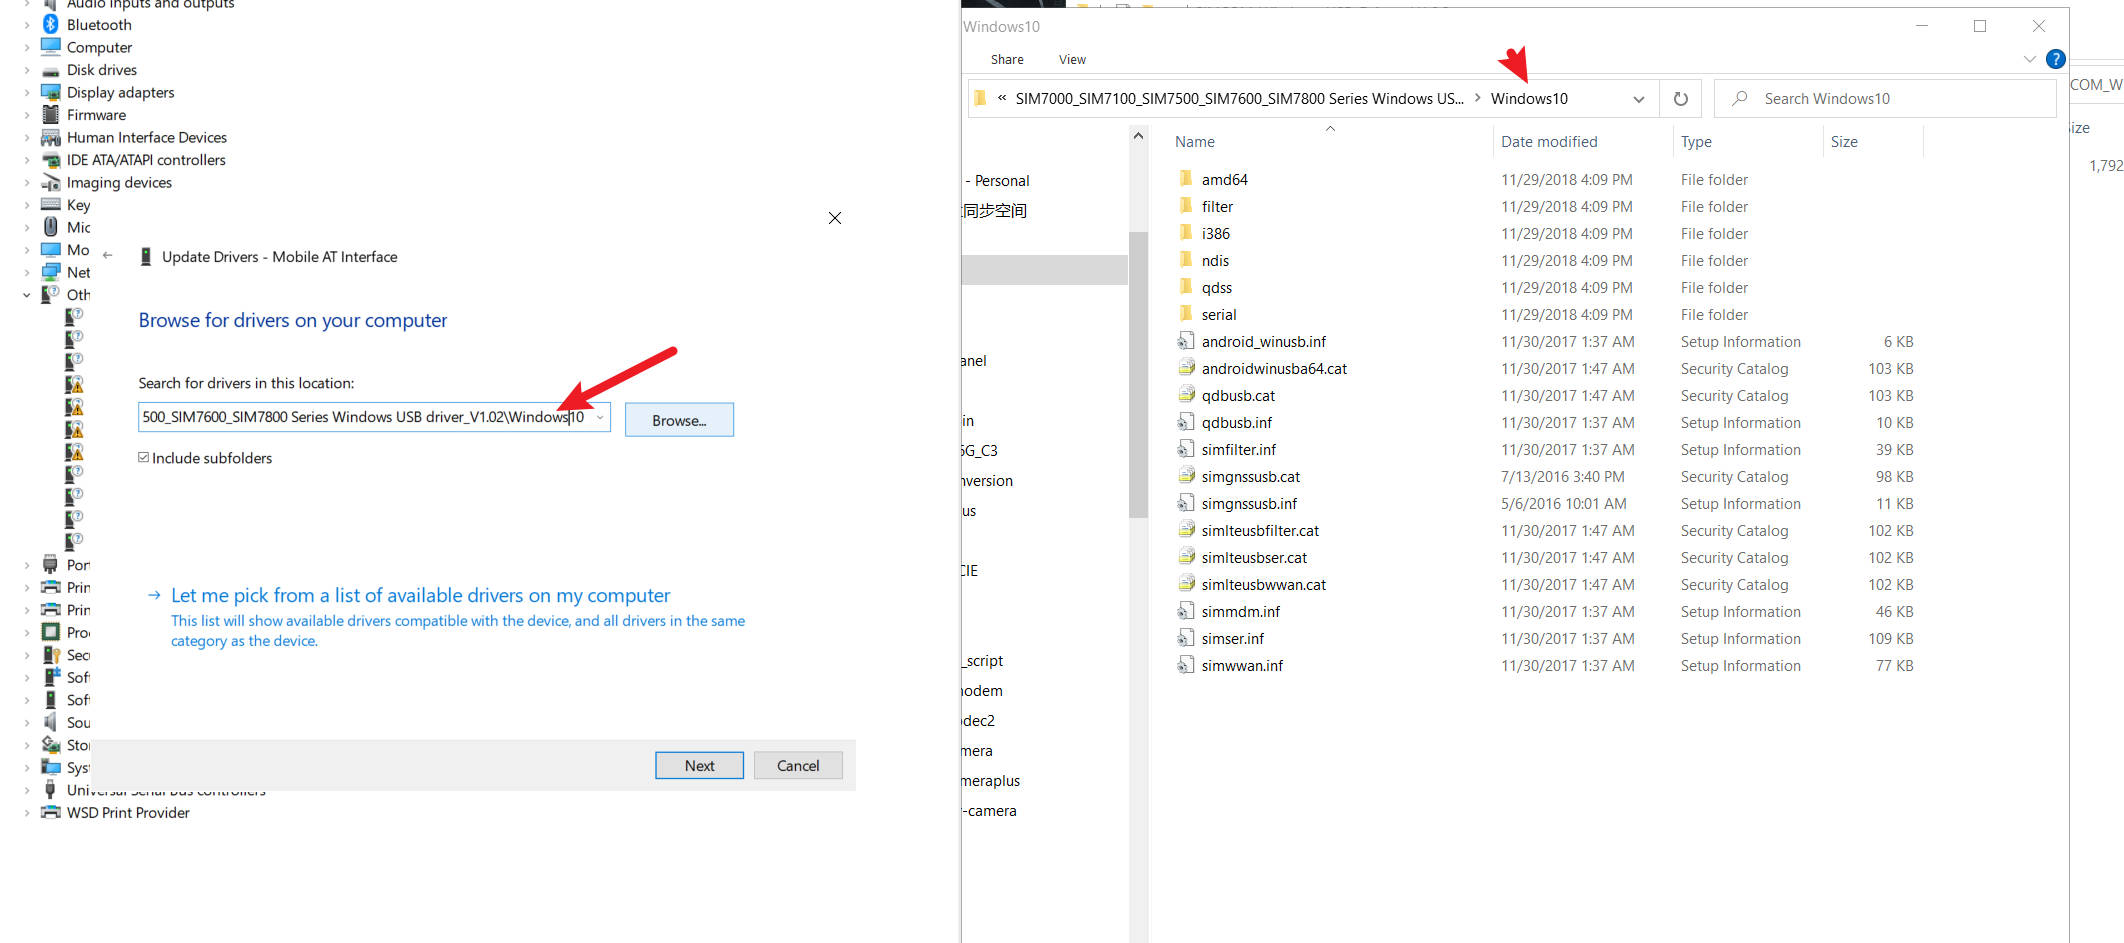 Audio inputs and outputs
Bluetooth
Computer
Disk drives
Display adapters
Firmware
Human Interface Devices
IDE ATA/ATAPI controllers
Imaging devices
Key
Mic
Mo
Net
Oth
Por
Prin
Prin
Proc
Secu
Soft
Soft
Sou
Stor
Syst
Universal Serial Bus controllers
WSD Print Provider
Update Drivers - Mobile AT Interface
Browse for drivers on your computer
Search for drivers in this location:
500_SIM7600_SIM7800 Series Windows USB driver_V1.02\Windows10
Browse...
Include subfolders
Let me pick from a list of available drivers on my computer
This list will show available drivers compatible with the device, and all drivers in the same
category as the device.
Next
Cancel
Windows10
Share View
« SIM7000_SIM7100_SIM7500_SIM7600_SIM7800 Series Windows US... > Windows10
Search Windows10
- Personal
同步空间
anel
in
6G_C3
nversion
us
CIE
_script
odem
odec2
mera
meraplus
-camera
Name Date modified Type Size
amd64 11/29/2018 4:09 PM File folder
filter 11/29/2018 4:09 PM File folder
i386 11/29/2018 4:09 PM File folder
ndis 11/29/2018 4:09 PM File folder
qdss 11/29/2018 4:09 PM File folder
serial 11/29/2018 4:09 PM File folder
android_winusb.inf 11/30/2017 1:37 AM Setup Information 6 KB
androidwinusba64.cat 11/30/2017 1:47 AM Security Catalog 103 KB
qdbusb.cat 11/30/2017 1:47 AM Security Catalog 103 KB
qdbusb.inf 11/30/2017 1:37 AM Setup Information 10 KB
simfilter.inf 11/30/2017 1:37 AM Setup Information 39 KB
simgnssusb.cat 7/13/2016 3:40 PM Security Catalog 98 KB
simgnssusb.inf 5/6/2016 10:01 AM Setup Information 11 KB
simlteusbfilter.cat 11/30/2017 1:47 AM Security Catalog 102 KB
simlteusbser.cat 11/30/2017 1:47 AM Security Catalog 102 KB
simlteusbwwan.cat 11/30/2017 1:47 AM Security Catalog 102 KB
simmdm.inf 11/30/2017 1:37 AM Setup Information 46 KB
simser.inf 11/30/2017 1:37 AM Setup Information 109 KB
simwwan.inf 11/30/2017 1:37 AM Setup Information 77 KB
COM_W
ize
1,792